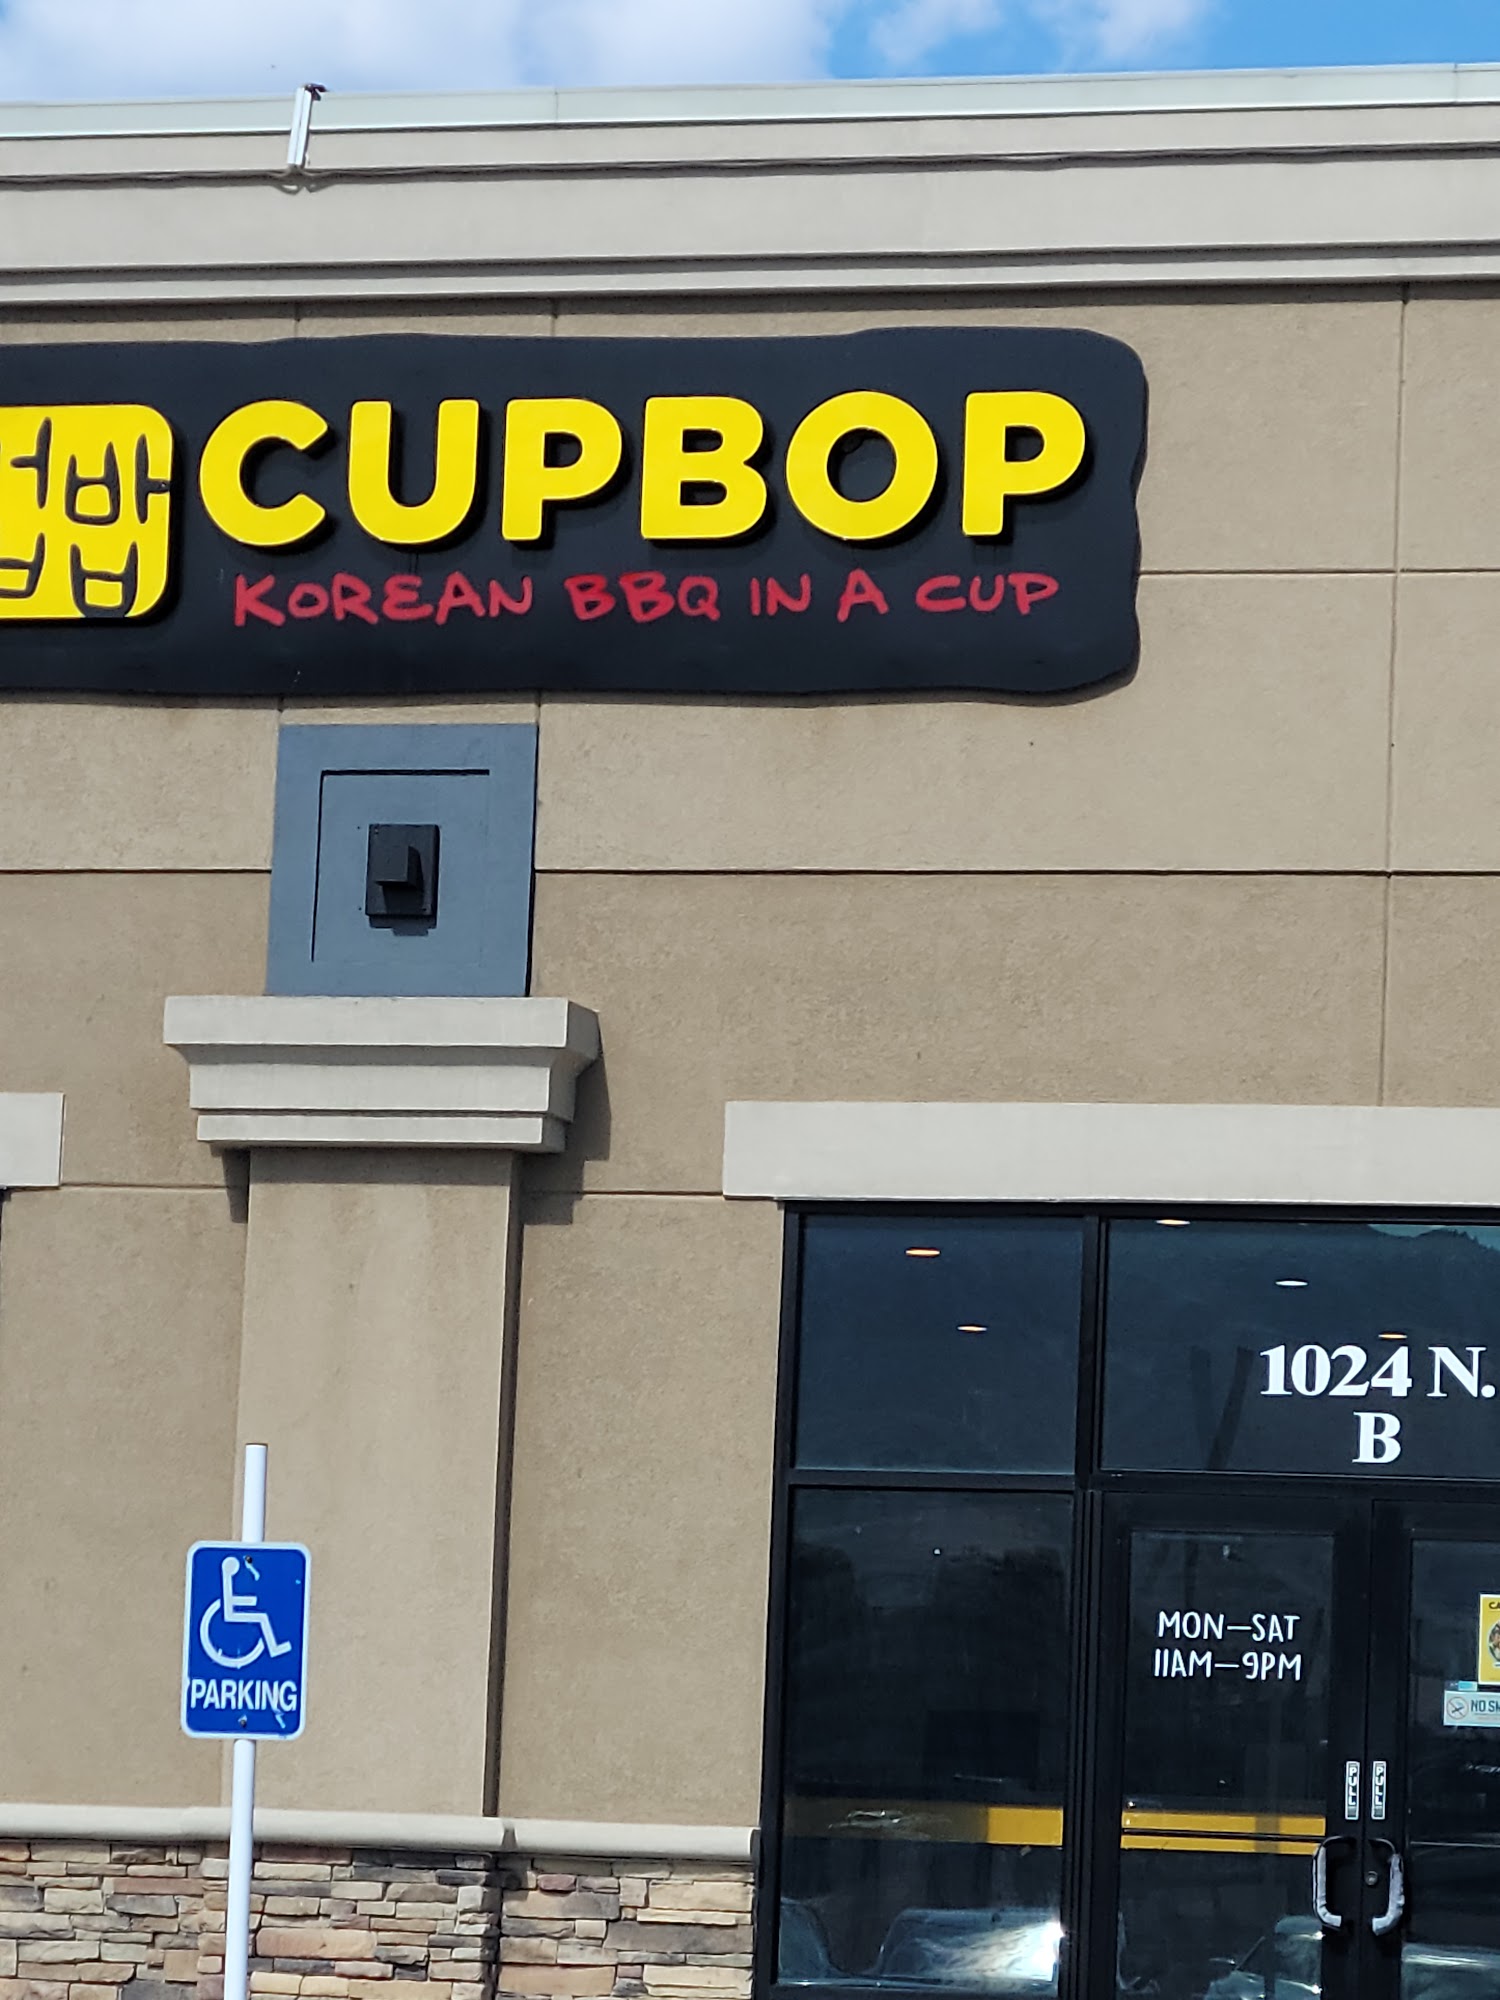 CUPBOP
KOREAN BBQ IN A CUP
1024 N.
B
MON–SAT
11AM–9PM
PULL
PULL
PARKING